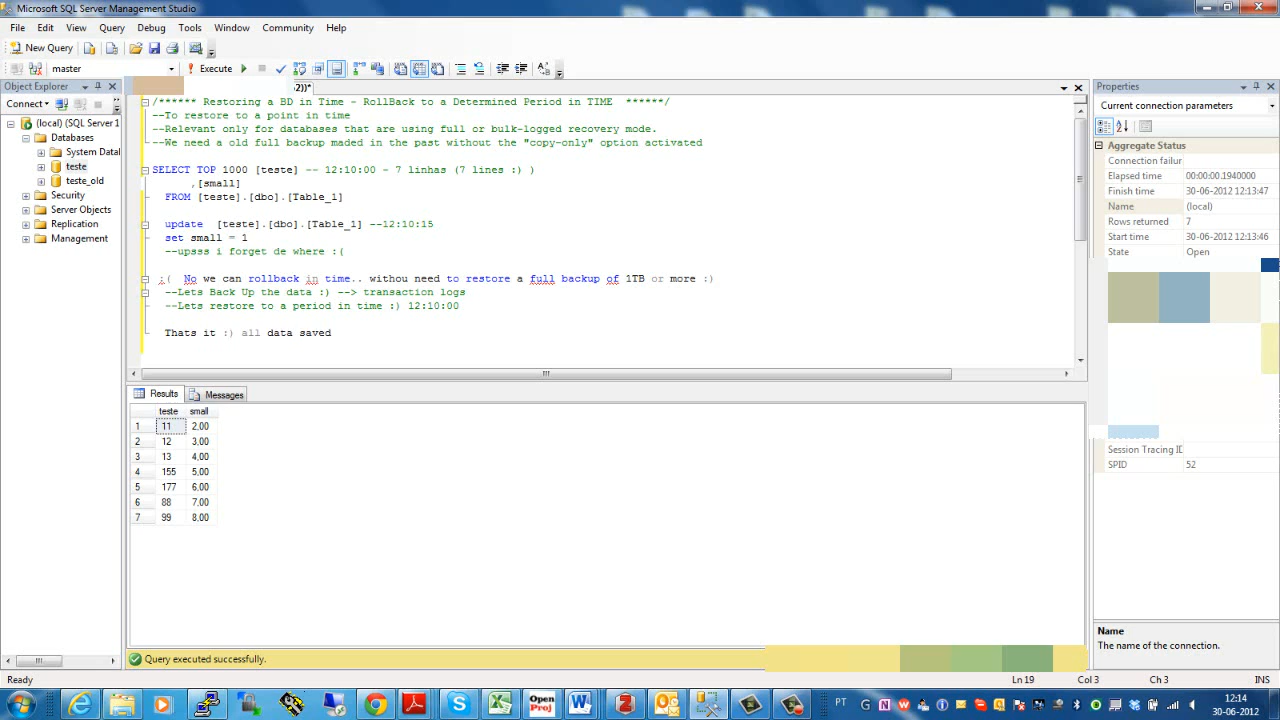 Microsoft SQL Server Management Studio
File Edit View Query Debug Tools Window Community Help
New Query
master Execute
Object Explorer
Connect
(local) (SQL Server 1
Databases
System Datal
teste
teste_old
Security
Server Objects
Replication
Management
2))*
/****** Restoring a BD in Time - RollBack to a Determined Period in TIME ******/
--To restore to a point in time
--Relevant only for databases that are using full or bulk-logged recovery mode.
--We need a old full backup maded in the past without the "copy-only" option activated
SELECT TOP 1000 [teste] -- 12:10:00 - 7 linhas (7 lines :) )
,[small]
FROM [teste].[dbo].[Table_1]
update [teste].[dbo].[Table_1] --12:10:15
set small = 1
--upsss i forget de where :(
;( No we can rollback in time.. withou need to restore a full backup of 1TB or more :)
--Lets Back Up the data :) --> transaction logs
--Lets restore to a period in time :) 12:10:00
Thats it :) all data saved
Results Messages
teste small
1 11 2,00
2 12 3,00
3 13 4,00
4 155 5,00
5 177 6,00
6 88 7,00
7 99 8,00
Query executed successfully.
Properties
Current connection parameters
Aggregate Status
Connection failur
Elapsed time 00:00:00.1940000
Finish time 30-06-2012 12:13:47
Name (local)
Rows returned 7
Start time 30-06-2012 12:13:46
State Open
Session Tracing ID
SPID 52
Name
The name of the connection.
Ready Ln 19 Col 3 Ch 3 INS
Open
Proj
PT
12:14
30-06-2012